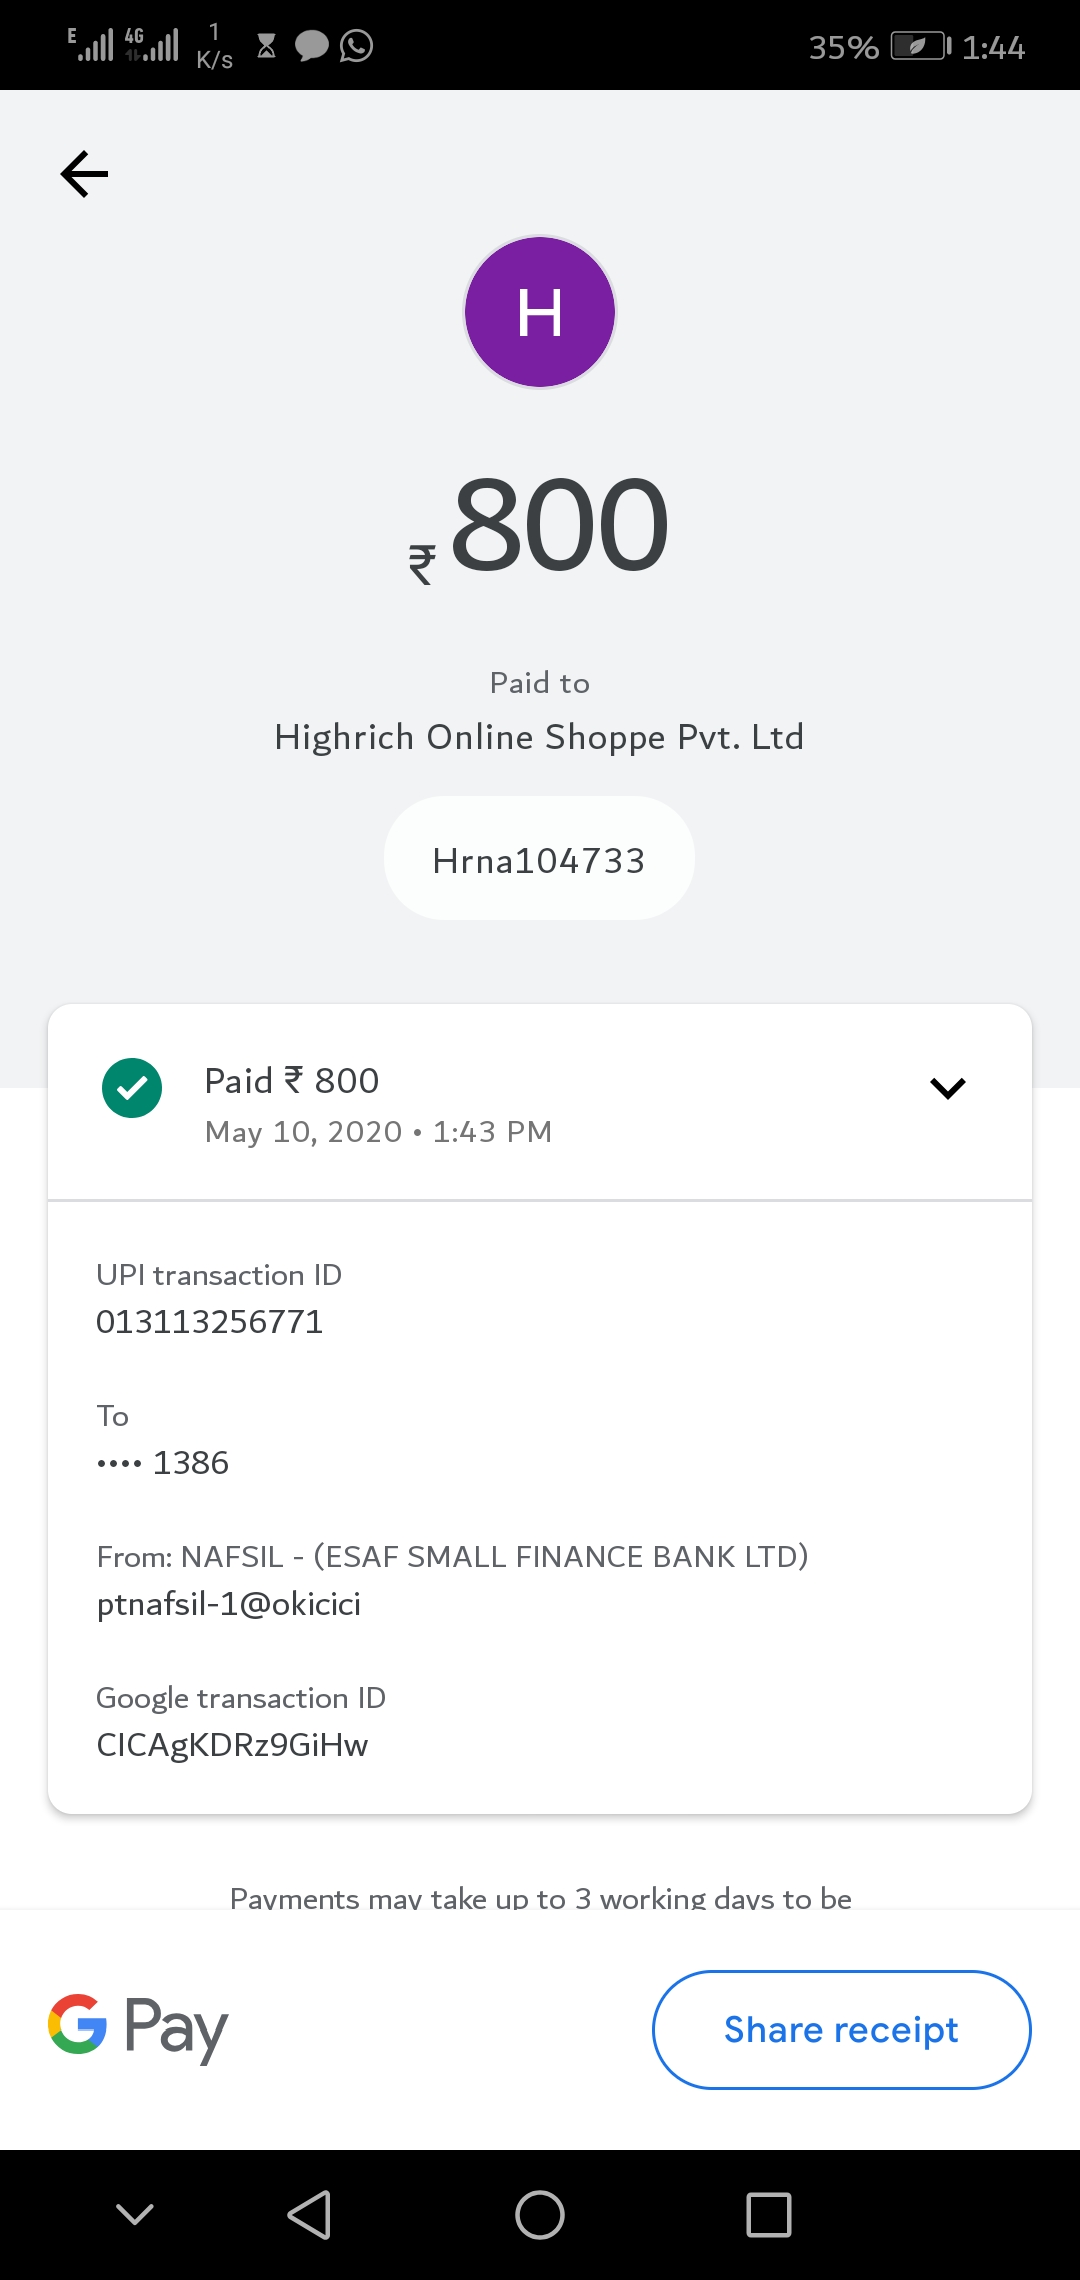 E 4G 1 K/s 35% 1:44
H
₹800
Paid to
Highrich Online Shoppe Pvt. Ltd
Hrna104733
Paid ₹ 800
May 10, 2020 • 1:43 PM
UPI transaction ID
013113256771
To
•••• 1386
From: NAFSIL - (ESAF SMALL FINANCE BANK LTD)
ptnafsil-1@okicici
Google transaction ID
CICAgKDRz9GiHw
Payments may take up to 3 working days to be
G Pay
Share receipt